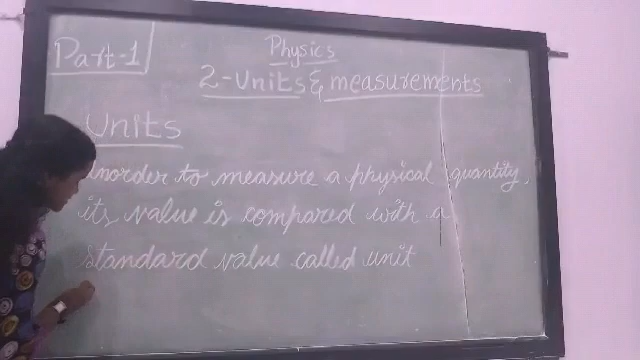 Part-1
Physics
2-Units & measurements
Units
inorder to measure a physical quantity,
its value is compared with a
standard value called unit